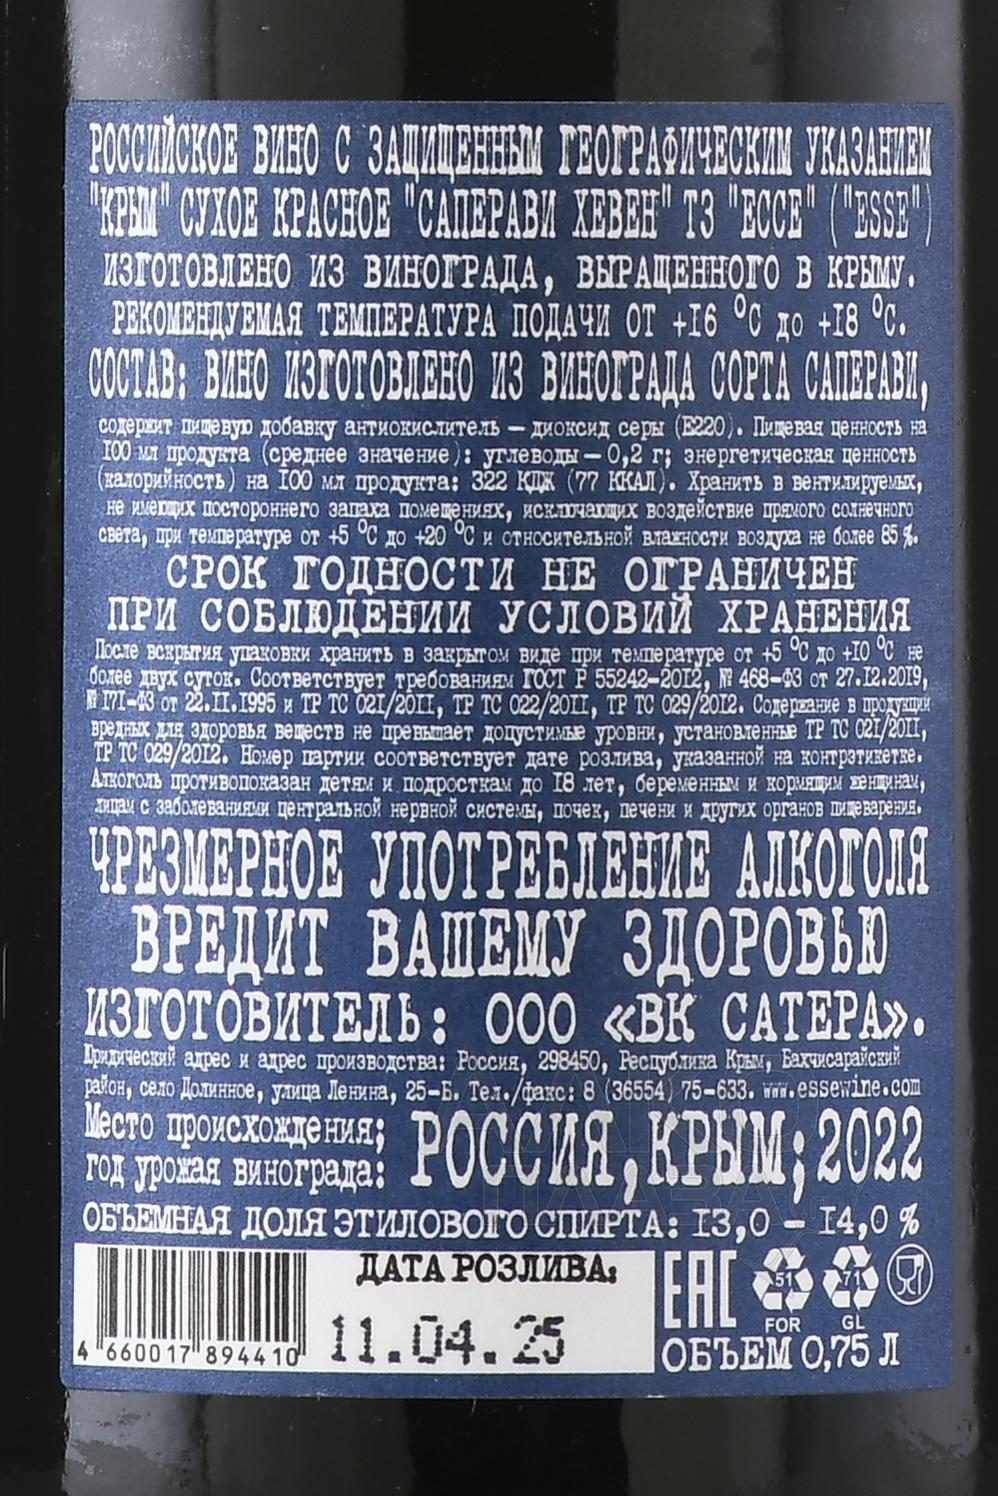 РОССИЙСКОЕ ВИНО С ЗАЩИЩЕННЫМ ГЕОГРАФИЧЕСКИМ УКАЗАНИЕМ
"КРЫМ" СУХОЕ КРАСНОЕ "САПЕРАВИ ХЕВЕН" ТЗ "ЕССЕ" ("ESSE")
ИЗГОТОВЛЕНО ИЗ ВИНОГРАДА, ВЫРАЩЕННОГО В КРЫМУ.
РЕКОМЕНДУЕМАЯ ТЕМПЕРАТУРА ПОДАЧИ ОТ +16 °С до +18 °С.
СОСТАВ: ВИНО ИЗГОТОВЛЕНО ИЗ ВИНОГРАДА СОРТА САПЕРАВИ,
содержит пищевую добавку антиокислитель – диоксид серы (Е220). Пищевая ценность на
100 мл продукта (среднее значение): углеводы – 0,2 г; энергетическая ценность
(калорийность) на 100 мл продукта: 322 КДЖ (77 ККАЛ). Хранить в вентилируемых,
не имеющих постороннего запаха помещениях, исключающих воздействие прямого солнечного
света, при температуре от +5 °С до +20 °С и относительной влажности воздуха не более 85 %.
СРОК ГОДНОСТИ НЕ ОГРАНИЧЕН
ПРИ СОБЛЮДЕНИИ УСЛОВИЙ ХРАНЕНИЯ
После вскрытия упаковки хранить в закрытом виде при температуре от +5 °С до +10 °С не
более двух суток. Соответствует требованиям ГОСТ Р 55242-2012, № 468-ФЗ от 27.12.2019,
№ 171-ФЗ от 22.11.1995 и ТР ТС 021/2011, ТР ТС 022/2011, ТР ТС 029/2012. Содержание в продукции
вредных для здоровья веществ не превышает допустимые уровни, установленные ТР ТС 021/2011,
ТР ТС 029/2012. Номер партии соответствует дате розлива, указанной на контрэтикетке.
Алкоголь противопоказан детям и подросткам до 18 лет, беременным и кормящим женщинам,
лицам с заболеваниями центральной нервной системы, почек, печени и других органов пищеварения.
ЧРЕЗМЕРНОЕ УПОТРЕБЛЕНИЕ АЛКОГОЛЯ
ВРЕДИТ ВАШЕМУ ЗДОРОВЬЮ
ИЗГОТОВИТЕЛЬ: ООО «ВК САТЕРА».
Юридический адрес и адрес производства: Россия, 298450, Республика Крым, Бахчисарайский
район, село Долинное, улица Ленина, 25-Б. Тел./факс: 8 (36554) 75-633. www.essewine.com
Место происхождения;
год урожая винограда: РОССИЯ, КРЫМ; 2022
ОБЪЕМНАЯ ДОЛЯ ЭТИЛОВОГО СПИРТА: 13,0 – 14,0 %
ДАТА РОЗЛИВА:
11.04.25
4 660017 894410
EAC
51
FOR
71
GL
ОБЪЕМ 0,75 Л